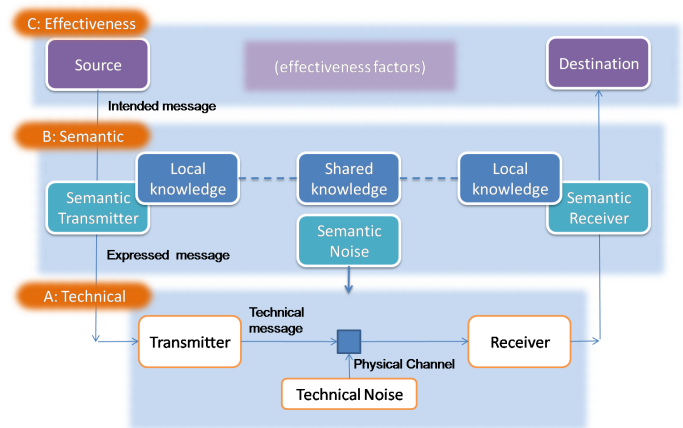 C: Effectiveness
Source
(effectiveness factors)
Destination
Intended message
B: Semantic
Local
knowledge
Shared
knowledge
Local
knowledge
Semantic
Transmitter
Semantic
Receiver
Semantic
Noise
Expressed message
A: Technical
Technical
message
Transmitter
Receiver
Physical Channel
Technical Noise